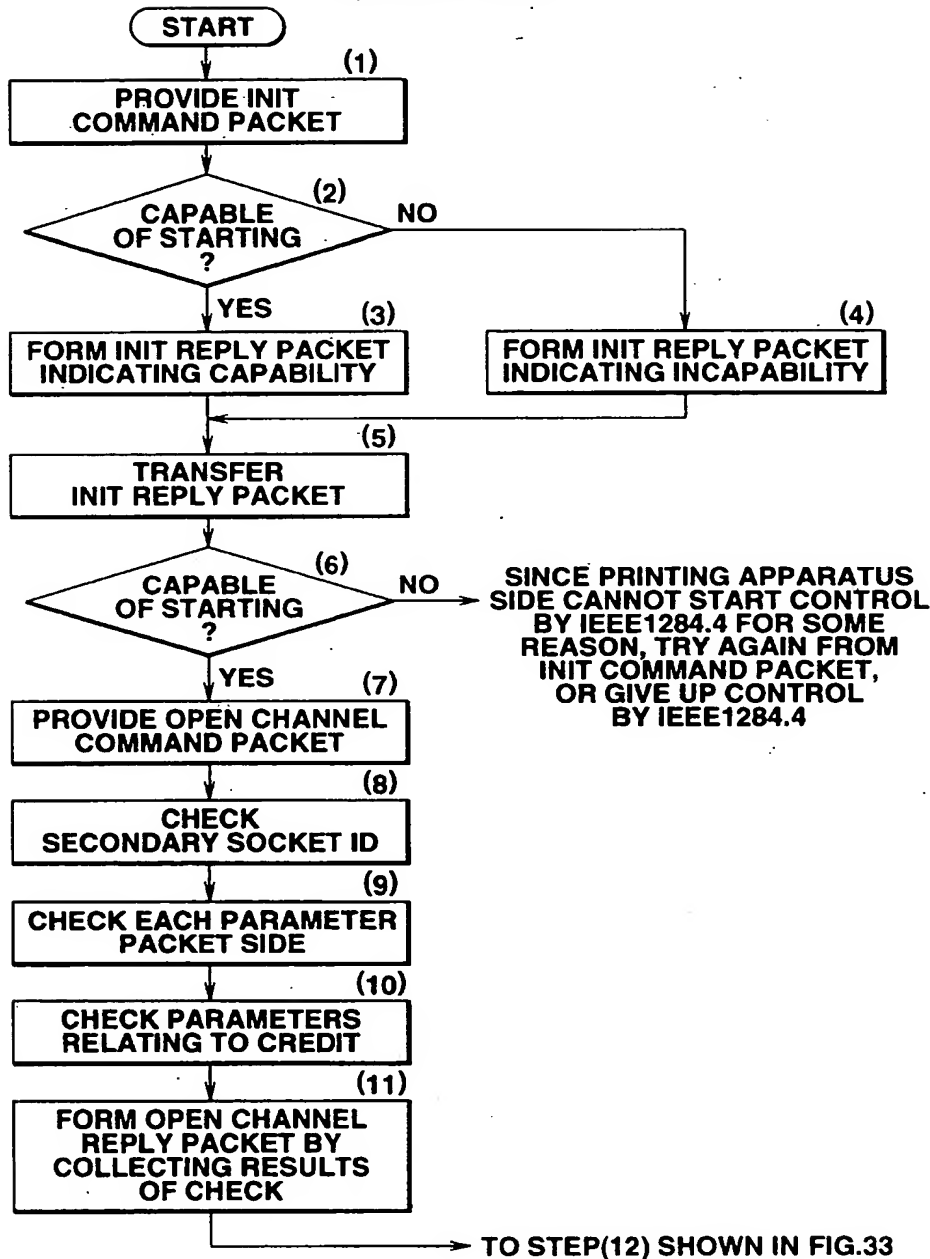 START
(1)
PROVIDE INIT
COMMAND PACKET
(2)
CAPABLE
OF STARTING
?
NO
YES
(3)
FORM INIT REPLY PACKET
INDICATING CAPABILITY
(4)
FORM INIT REPLY PACKET
INDICATING INCAPABILITY
(5)
TRANSFER
INIT REPLY PACKET
(6)
CAPABLE
OF STARTING
?
NO
SINCE PRINTING APPARATUS
SIDE CANNOT START CONTROL
BY IEEE1284.4 FOR SOME
REASON, TRY AGAIN FROM
INIT COMMAND PACKET,
OR GIVE UP CONTROL
BY IEEE1284.4
YES
(7)
PROVIDE OPEN CHANNEL
COMMAND PACKET
(8)
CHECK
SECONDARY SOCKET ID
(9)
CHECK EACH PARAMETER
PACKET SIDE
(10)
CHECK PARAMETERS
RELATING TO CREDIT
(11)
FORM OPEN CHANNEL
REPLY PACKET BY
COLLECTING RESULTS
OF CHECK
TO STEP(12) SHOWN IN FIG.33